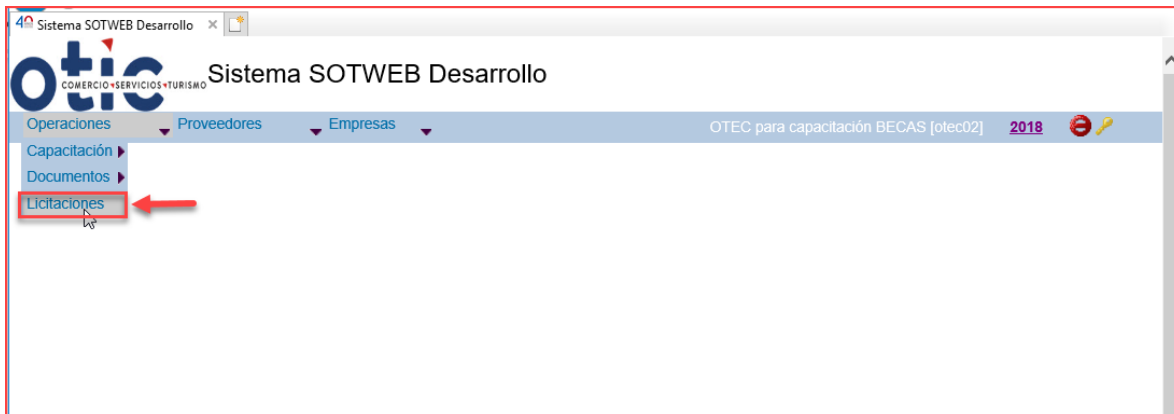 Sistema SOTWEB Desarrollo
otic
COMERCIO•SERVICIOS•TURISMO
Sistema SOTWEB Desarrollo
Operaciones Proveedores Empresas OTEC para capacitación BECAS [otec02] 2018
Capacitación
Documentos
Licitaciones